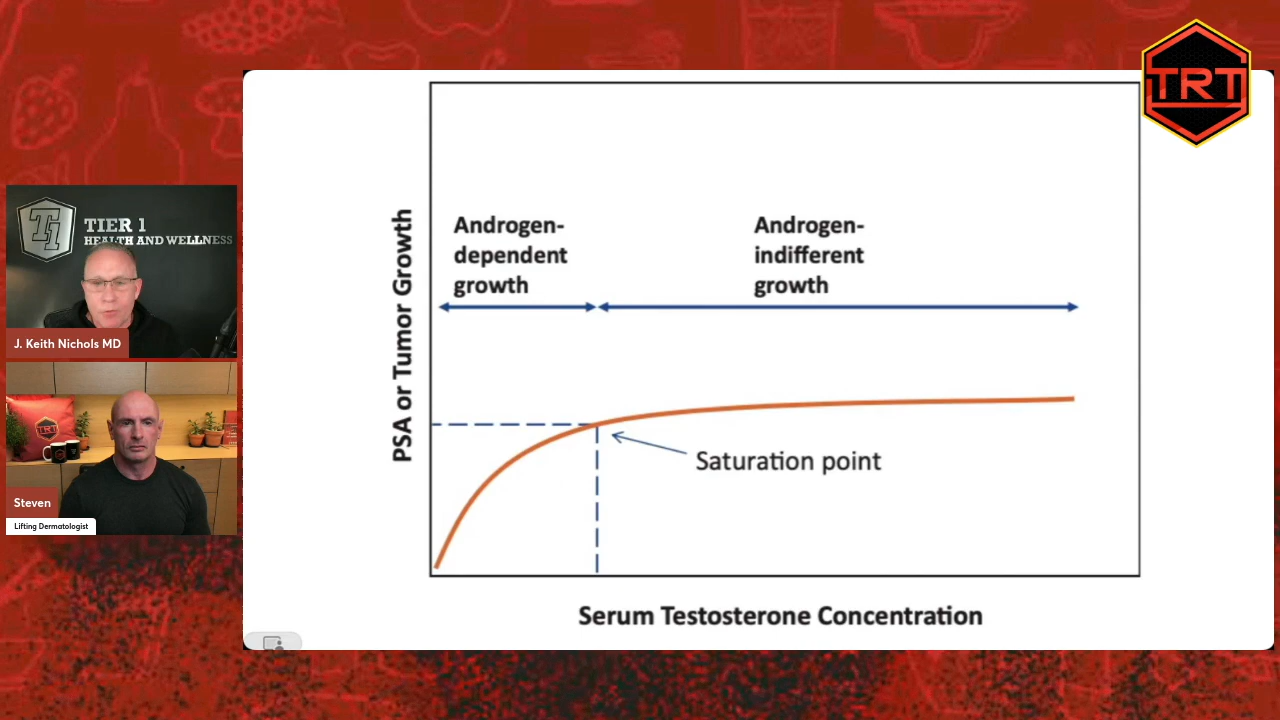 TRT
TIER 1
HEALTH AND WELLNESS
J. Keith Nichols MD
TRT
Steven
Lifting Dermatologist
PSA or Tumor Growth
Androgen-
dependent
growth
Androgen-
indifferent
growth
Saturation point
Serum Testosterone Concentration